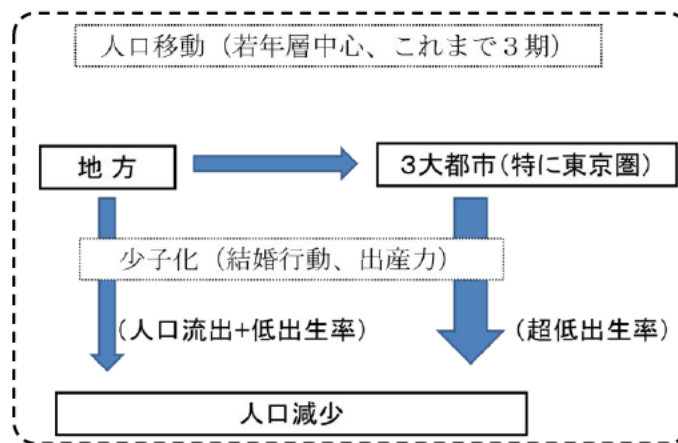 人口移動（若年層中心、これまで３期）
地 方
３大都市（特に東京圏）
少子化（結婚行動、出産力）
（人口流出+低出生率）
（超低出生率）
人口減少